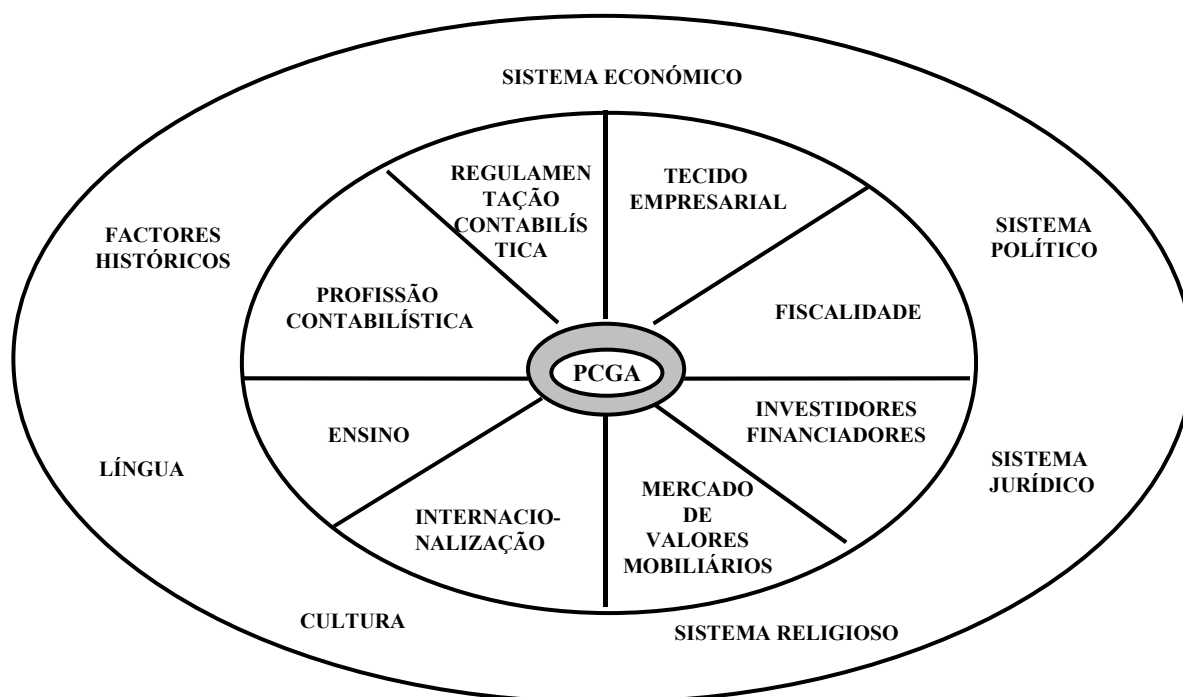 SISTEMA ECONÓMICO
REGULAMEN
TAÇÃO
CONTABILÍS
TICA
TECIDO
EMPRESARIAL
FACTORES
HISTÓRICOS
SISTEMA
POLÍTICO
PROFISSÃO
CONTABILÍSTICA
FISCALIDADE
PCGA
INVESTIDORES
FINANCIADORES
ENSINO
LÍNGUA
SISTEMA
JURÍDICO
INTERNACIO-
NALIZAÇÃO
MERCADO
DE
VALORES
MOBILIÁRIOS
CULTURA
SISTEMA RELIGIOSO